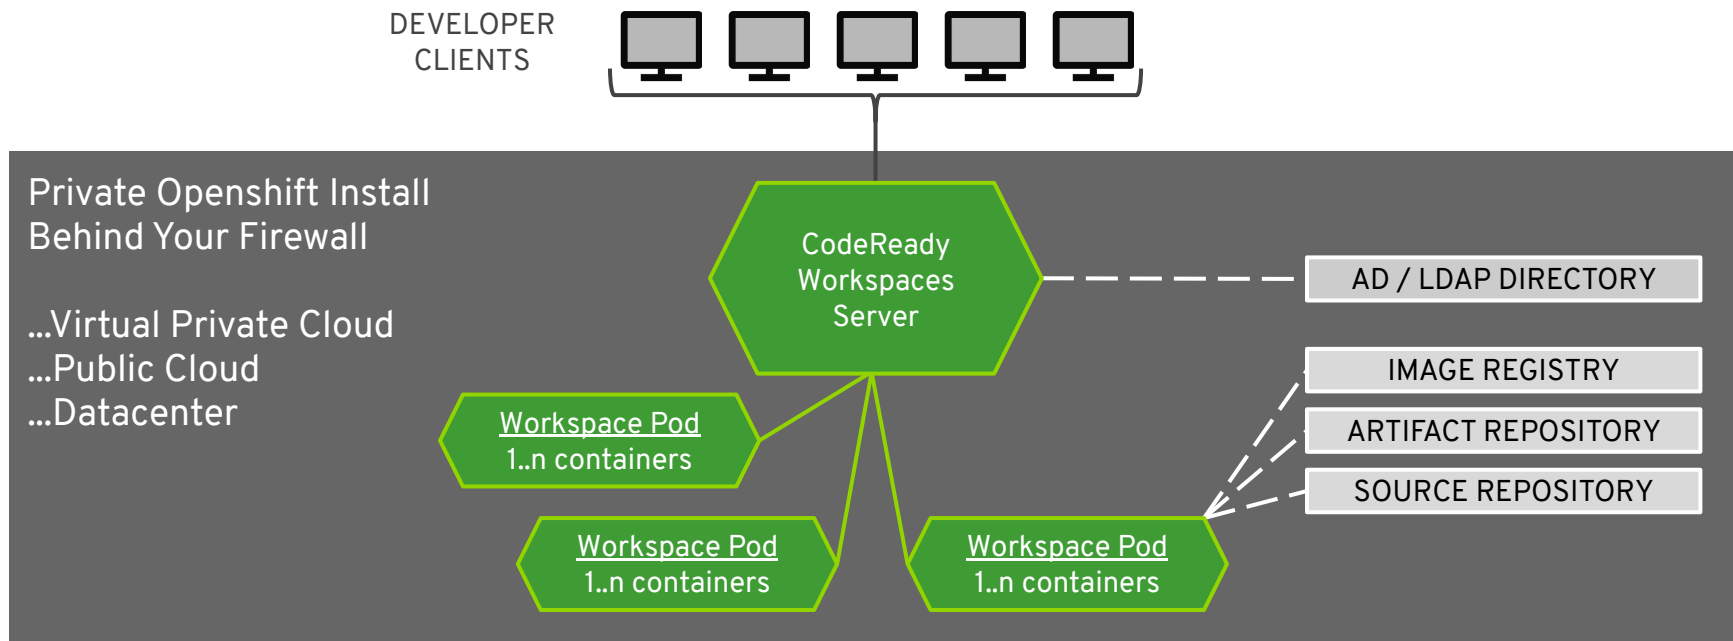 DEVELOPER
CLIENTS
Private Openshift Install
Behind Your Firewall
...Virtual Private Cloud
...Public Cloud
...Datacenter
CodeReady
Workspaces
Server
AD / LDAP DIRECTORY
IMAGE REGISTRY
ARTIFACT REPOSITORY
SOURCE REPOSITORY
Workspace Pod
1..n containers
Workspace Pod
1..n containers
Workspace Pod
1..n containers